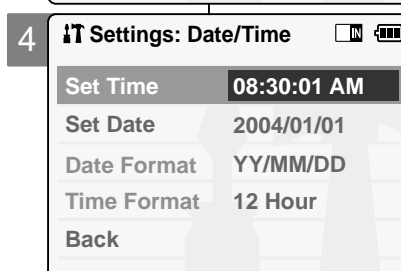 4
Settings: Date/Time IN
Set Time 08:30:01 AM
Set Date 2004/01/01
Date Format YY/MM/DD
Time Format 12 Hour
Back